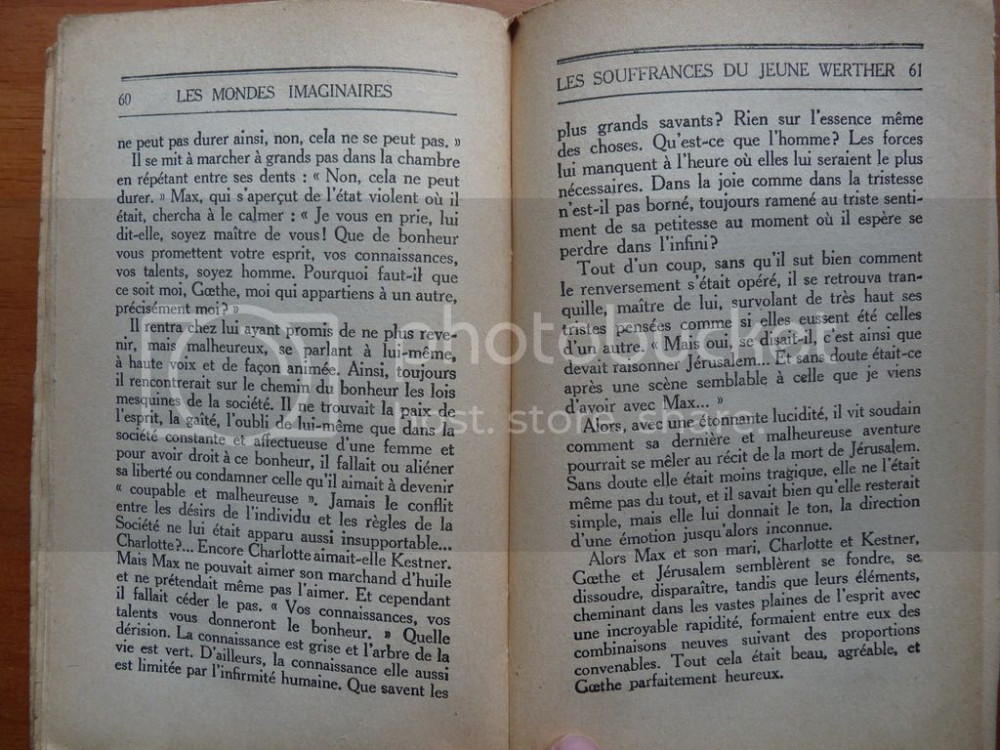 60 LES MONDES IMAGINAIRES
ne peut pas durer ainsi, non, cela ne se peut pas. »
Il se mit à marcher à grands pas dans la chambre
en répétant entre ses dents : « Non, cela ne peut
durer. » Max, qui s'aperçut de l'état violent où il
était, chercha à le calmer : « Je vous en prie, lui
dit-elle, soyez maître de vous! Que de bonheur
vous promettent votre esprit, vos connaissances,
vos talents, soyez homme. Pourquoi faut-il que
ce soit moi, Gœthe, moi qui appartiens à un autre,
précisément moi? »
Il rentra chez lui ayant promis de ne plus reve-
nir, mais malheureux, se parlant à lui-même,
à haute voix et de façon animée. Ainsi, toujours
il rencontrerait sur le chemin du bonheur les lois
mesquines de la société. Il ne trouvait la paix de
l'esprit, la gaîté, l'oubli de lui-même que dans la
société constante et affectueuse d'une femme et
pour avoir droit à ce bonheur, il fallait ou aliéner
sa liberté ou condamner celle qu'il aimait à devenir
« coupable et malheureuse ». Jamais le conflit
entre les désirs de l'individu et les règles de la
Société ne lui était apparu aussi insupportable...
Charlotte?... Encore Charlotte aimait-elle Kestner.
Mais Max ne pouvait aimer son marchand d'huile
et ne prétendait même pas l'aimer. Et cependant
il fallait céder le pas. « Vos connaissances, vos
talents vous donneront le bonheur. » Quelle
dérision. La connaissance est grise et l'arbre de la
vie est vert. D'ailleurs, la connaissance elle aussi
est limitée par l'infirmité humaine. Que savent les
LES SOUFFRANCES DU JEUNE WERTHER 61
plus grands savants? Rien sur l'essence même
des choses. Qu'est-ce que l'homme? Les forces
lui manquent à l'heure où elles lui seraient le plus
nécessaires. Dans la joie comme dans la tristesse
n'est-il pas borné, toujours ramené au triste senti-
ment de sa petitesse au moment où il espère se
perdre dans l'infini?
Tout d'un coup, sans qu'il sut bien comment
le renversement s'était opéré, il se retrouva tran-
quille, maître de lui, survolant de très haut ses
tristes pensées comme si elles eussent été celles
d'un autre. « Mais oui, se disait-il, c'est ainsi que
devait raisonner Jérusalem.... Et sans doute était-ce
après une scène semblable à celle que je viens
d'avoir avec Max... »
Alors, avec une étonnante lucidité, il vit soudain
comment sa dernière et malheureuse aventure
pourrait se mêler au récit de la mort de Jérusalem.
Sans doute elle était moins tragique, elle ne l'était
même pas du tout, et il savait bien qu'elle resterait
simple, mais elle lui donnait le ton, la direction
d'une émotion jusqu'alors inconnue.
Alors Max et son mari, Charlotte et Kestner,
Gœthe et Jérusalem semblèrent se fondre, se
dissoudre, disparaître, tandis que leurs éléments,
cheminant dans les vastes plaines de l'esprit avec
une incroyable rapidité, formaient entre eux des
combinaisons neuves suivant des proportions
convenables. Tout cela était beau, agréable, et
Gœthe parfaitement heureux.
photobucket
host. store. share.